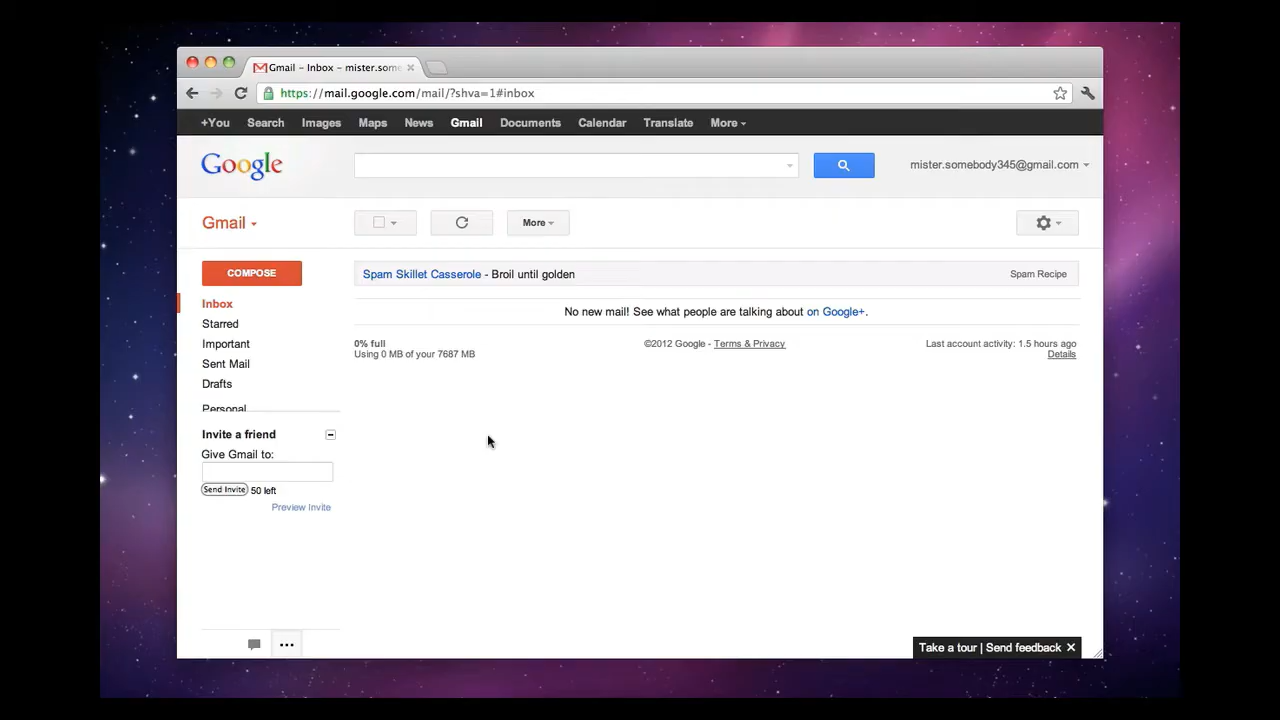 Gmail – Inbox – mister.som
https://mail.google.com/mail/?shva=1#inbox
+You Search Images Maps News Gmail Documents Calendar Translate More
Google
mister.somebody345@gmail.com
Gmail
More
COMPOSE
Spam Skillet Casserole - Broil until golden Spam Recipe
Inbox
No new mail! See what people are talking about on Google+.
Starred
Important
Sent Mail
Drafts
Personal
0% full
Using 0 MB of your 7687 MB
©2012 Google - Terms & Privacy
Last account activity: 1.5 hours ago
Details
Invite a friend
Give Gmail to:
Send Invite 50 left
Preview Invite
Take a tour | Send feedback